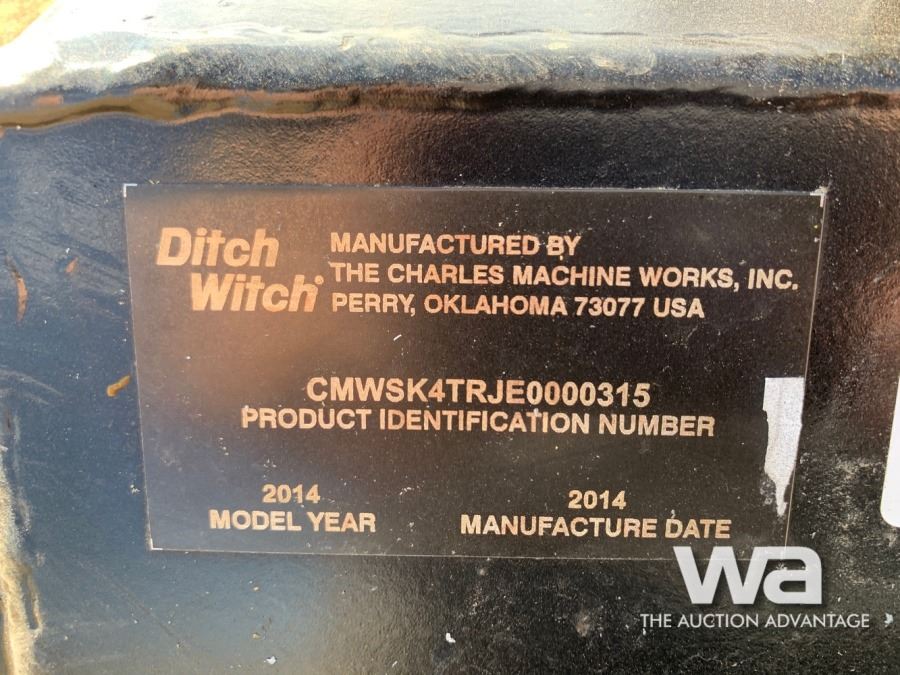 Ditch
Witch®
MANUFACTURED BY
THE CHARLES MACHINE WORKS, INC.
PERRY, OKLAHOMA 73077 USA
CMWSK4TRJE0000315
PRODUCT IDENTIFICATION NUMBER
2014
MODEL YEAR
2014
MANUFACTURE DATE
wa
THE AUCTION ADVANTAGE